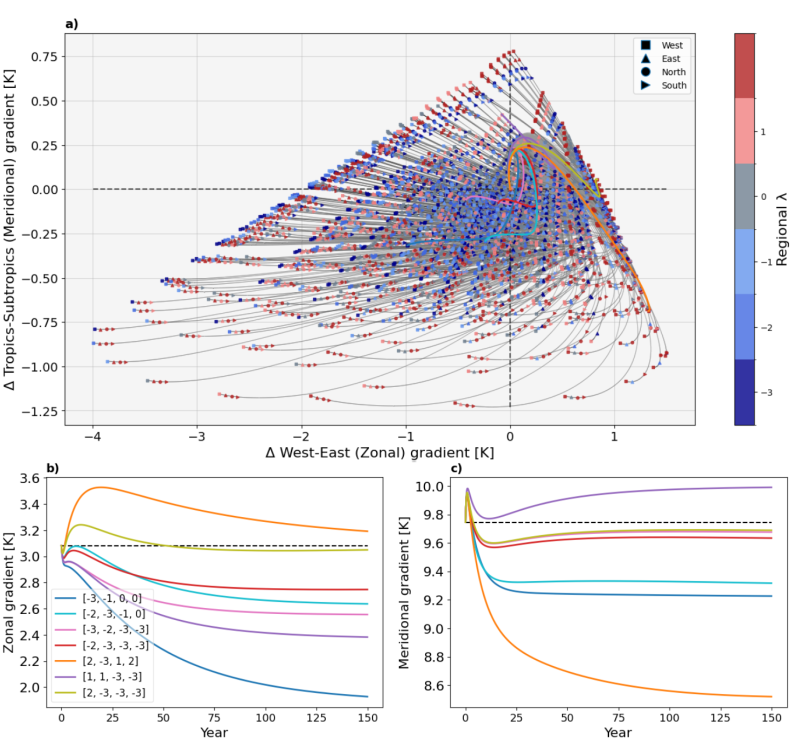 a)
Δ Tropics-Subtropics (Meridional) gradient [K]
0.75
0.50
0.25
0.00
−0.25
−0.50
−0.75
−1.00
−1.25
−4
−3
−2
−1
0
1
Δ West-East (Zonal) gradient [K]
West
East
North
South
1
0
−1
−2
−3
Regional λ
b)
Zonal gradient [K]
3.6
3.4
3.2
3.0
2.8
2.6
2.4
2.2
2.0
[-3, -1, 0, 0]
[-2, -3, -1, 0]
[-3, -2, -3, -3]
[-2, -3, -3, -3]
[2, -3, 1, 2]
[1, 1, -3, -3]
[2, -3, -3, -3]
0
25
50
75
100
125
150
Year
c)
Meridional gradient [K]
10.0
9.8
9.6
9.4
9.2
9.0
8.8
8.6
0
25
50
75
100
125
150
Year